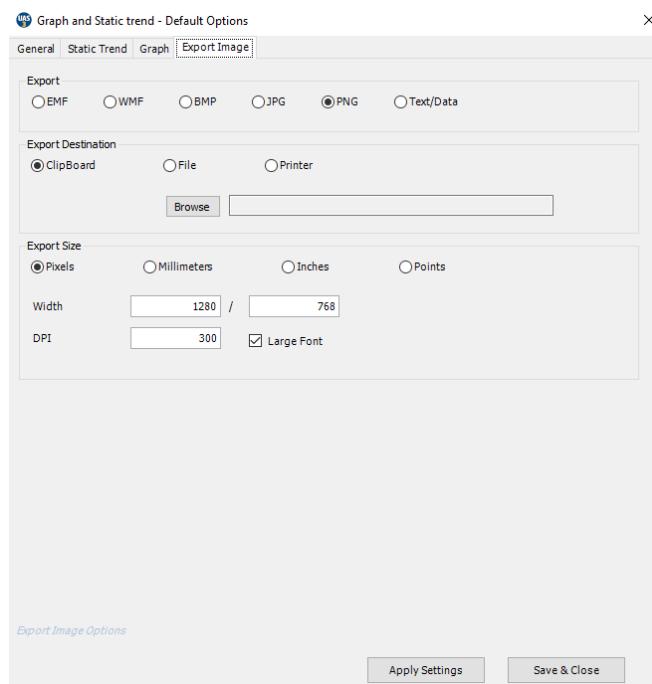 UAS
3
Graph and Static trend - Default Options
General Static Trend Graph Export Image
Export
EMF WMF BMP JPG PNG Text/Data
Export Destination
ClipBoard File Printer
Browse
Export Size
Pixels Millimeters Inches Points
Width 1280 / 768
DPI 300 Large Font
Export Image Options
Apply Settings Save & Close